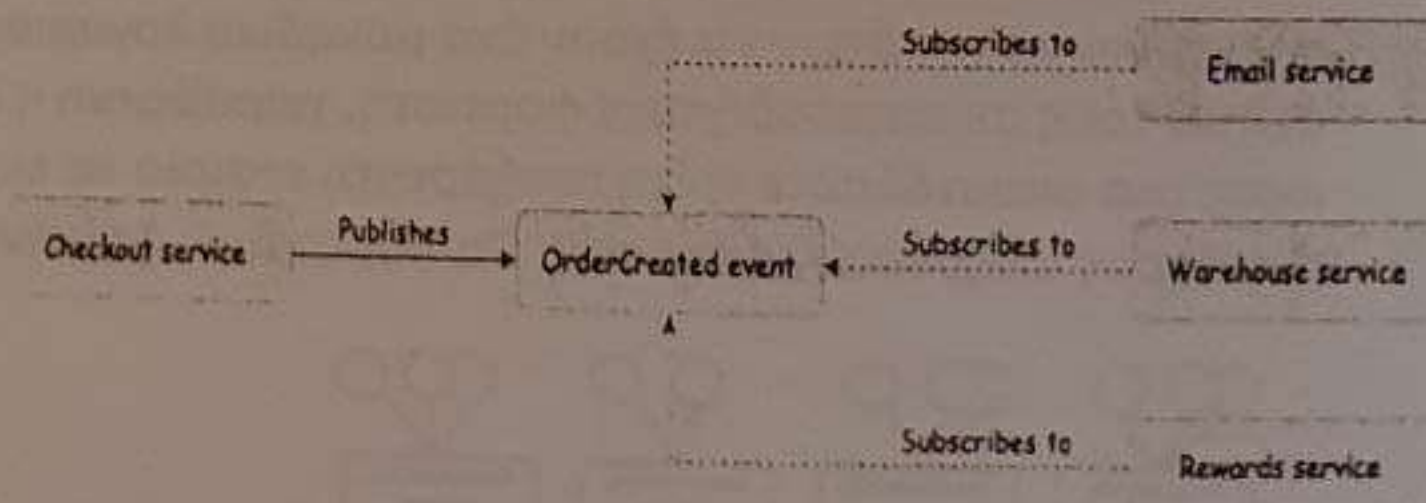 Subscribes to
Email service
Checkout service
Publishes
OrderCreated event
Subscribes to
Warehouse service
Subscribes to
Rewards service